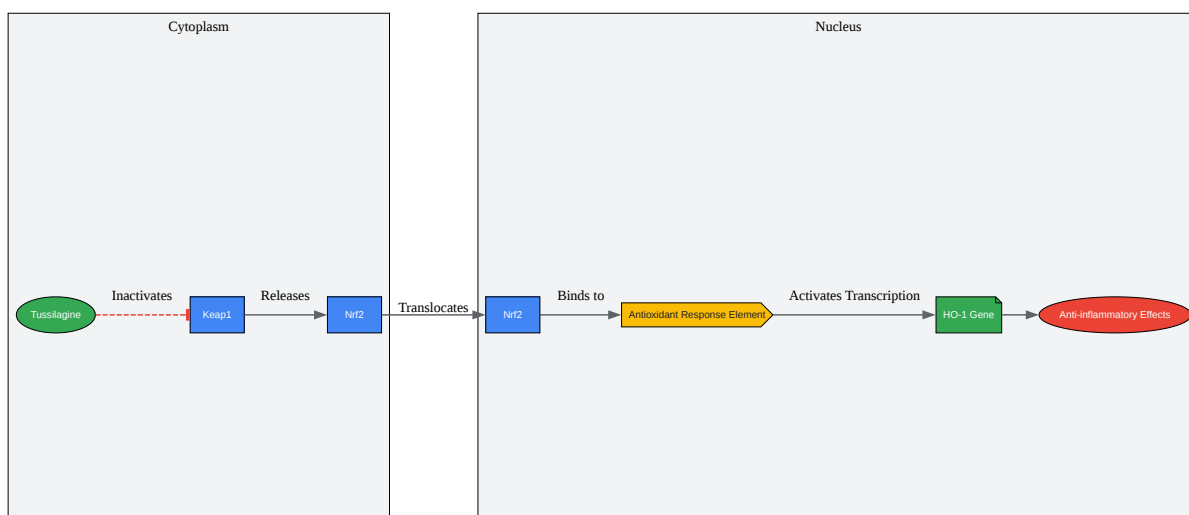 Cytoplasm
Nucleus
Tussilagine
Inactivates
Keap1
Releases
Nrf2
Translocates
Nrf2
Binds to
Antioxidant Response Element
Activates Transcription
HO-1 Gene
Anti-inflammatory Effects